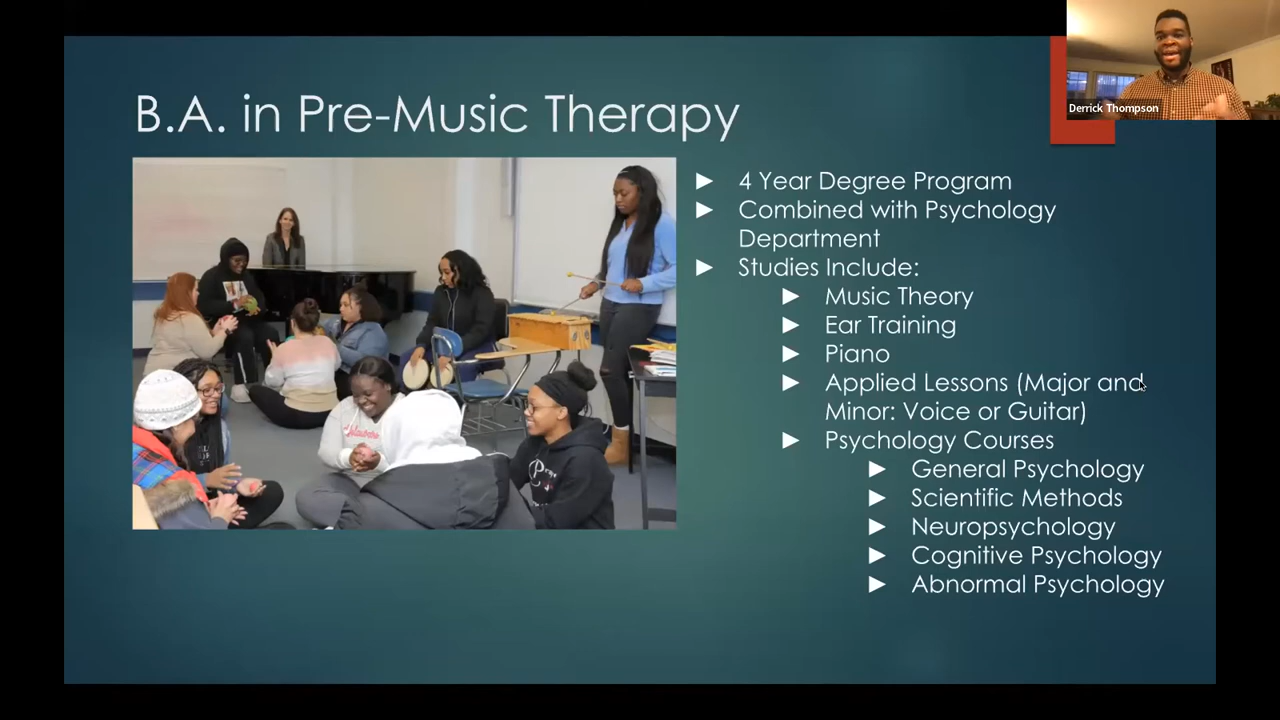 Derrick Thompson
B.A. in Pre-Music Therapy
4 Year Degree Program
Combined with Psychology
Department
Studies Include:
Music Theory
Ear Training
Piano
Applied Lessons (Major and
Minor: Voice or Guitar)
Psychology Courses
General Psychology
Scientific Methods
Neuropsychology
Cognitive Psychology
Abnormal Psychology